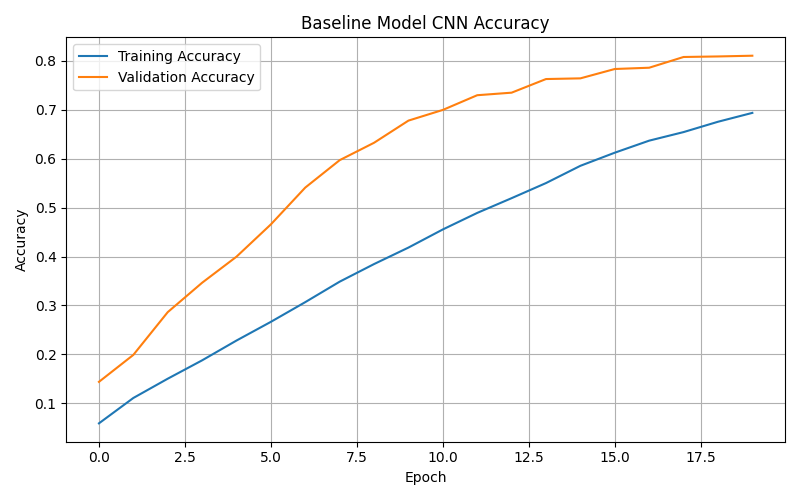 Baseline Model CNN Accuracy
Training Accuracy
Validation Accuracy
0.8
0.7
0.6
0.5
0.4
0.3
0.2
0.1
Accuracy
0.0 2.5 5.0 7.5 10.0 12.5 15.0 17.5
Epoch